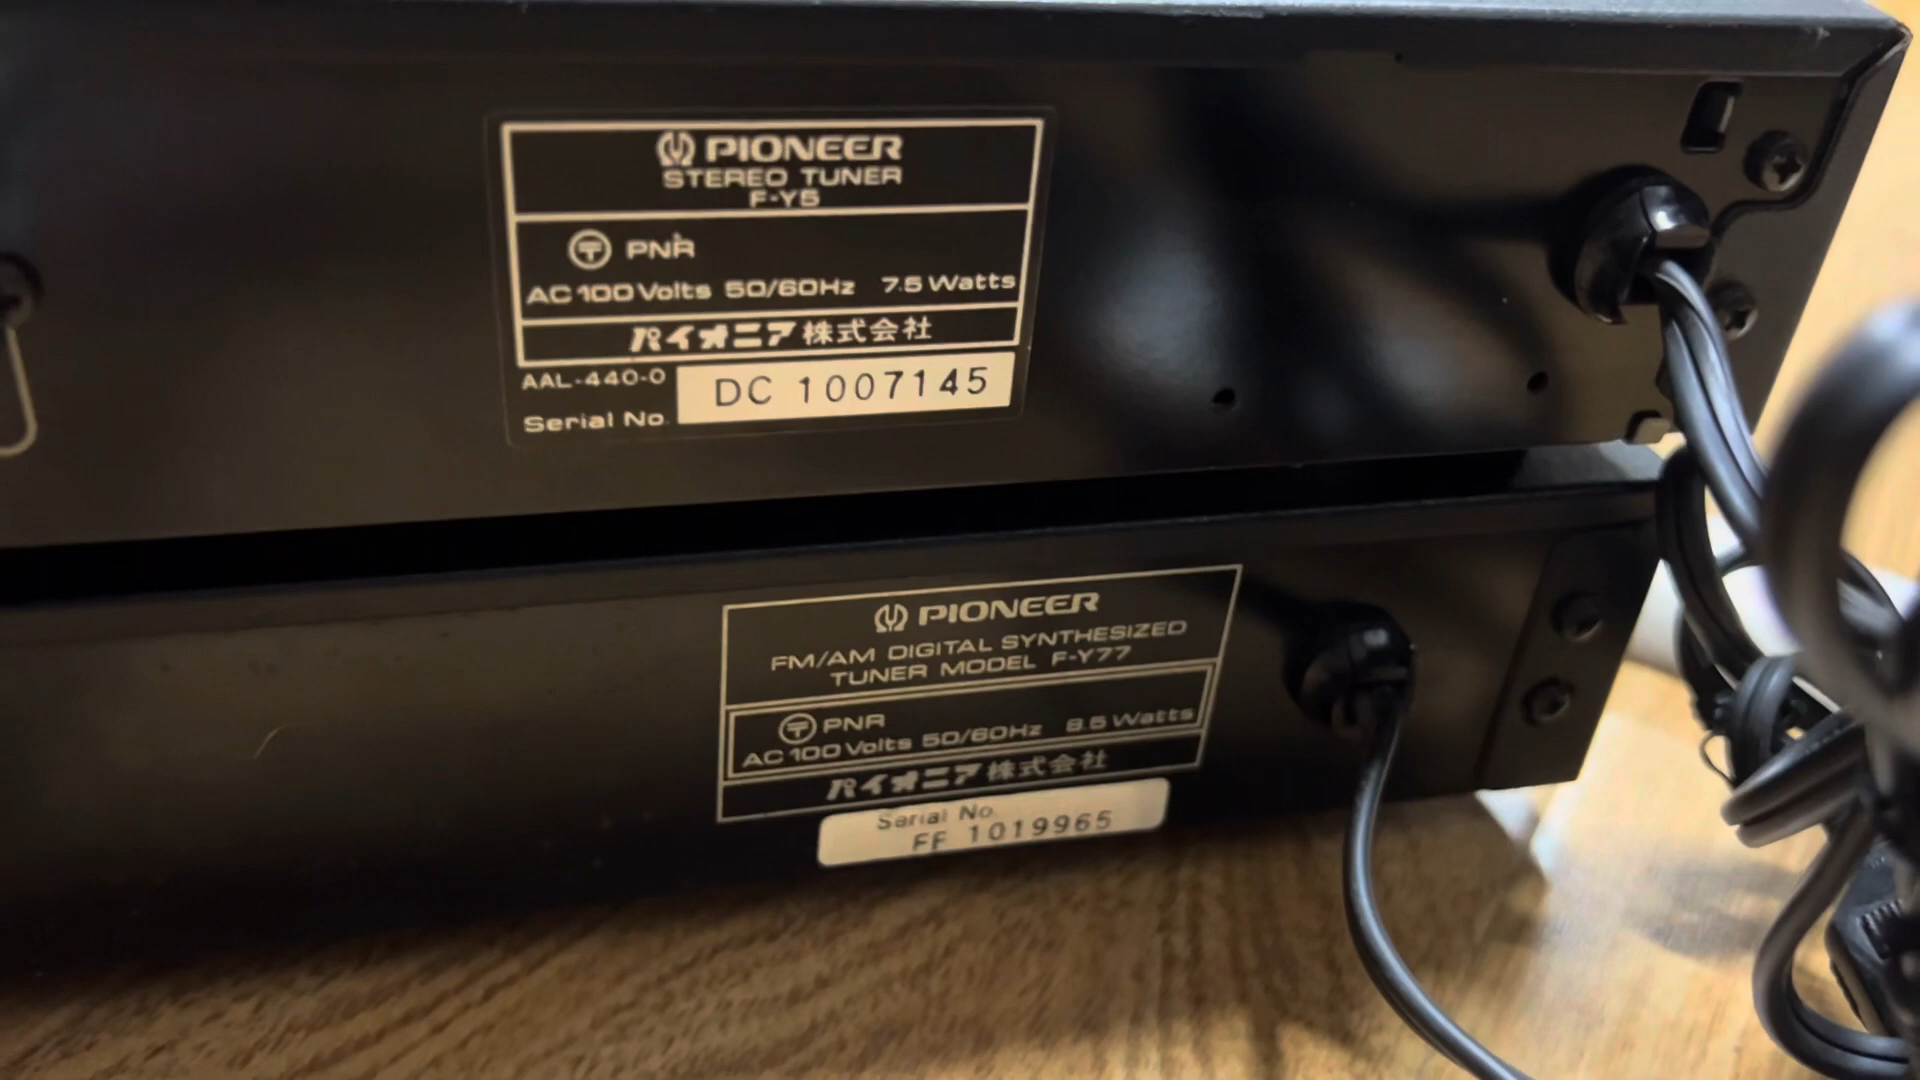 PIONEER
STEREO TUNER
F-Y5
〒 PNR
AC 100 Volts 50/60Hz 7.5 Watts
パイオニア株式会社
AAL-440-0
DC 1007145
Serial No.
PIONEER
FM/AM DIGITAL SYNTHESIZED
TUNER MODEL F-Y77
〒 PNR
AC 100 Volts 50/60Hz 8.5 Watts
パイオニア株式会社
Serial No.
FF 1019965